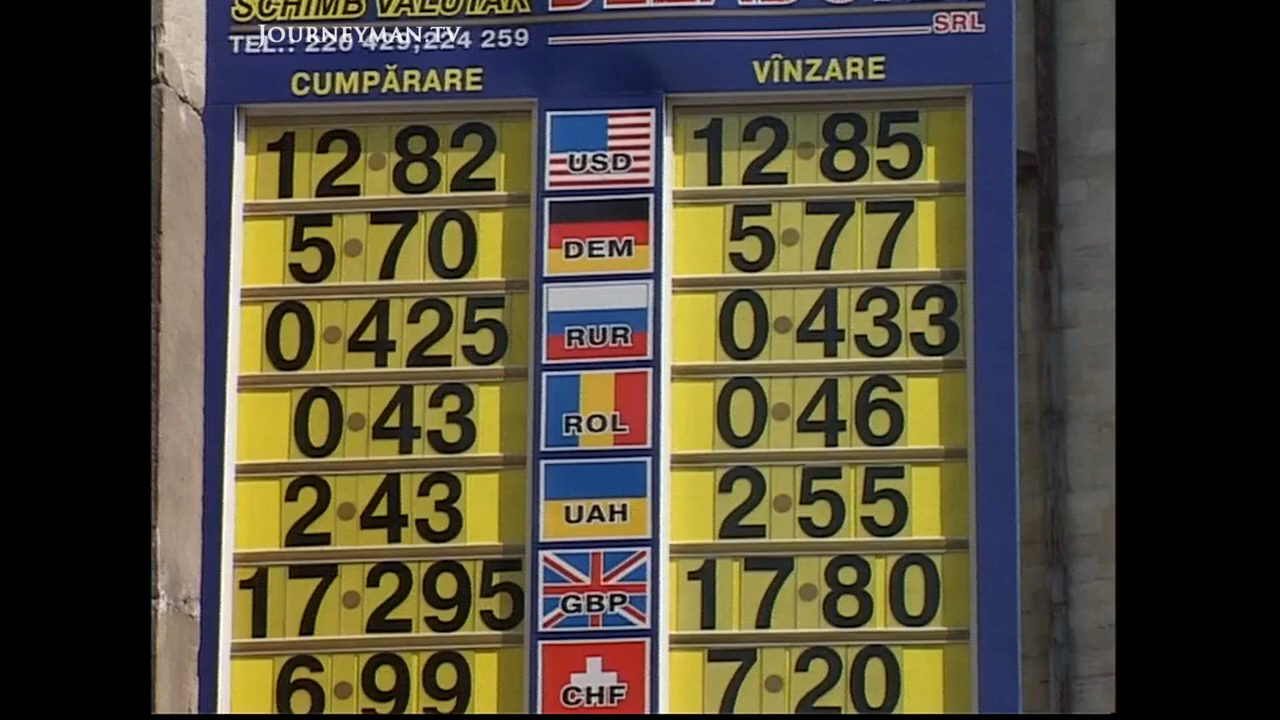 SCHIMB VALUTAR
JOURNEYMAN.TV
SRL
TEL.: 220 429,224 259
CUMPĂRARE VÎNZARE
12.82 USD 12.85
5.70 DEM 5.77
0.425 RUR 0.433
0.43 ROL 0.46
2.43 UAH 2.55
17.295 GBP 17.80
6.99 CHF 7.20